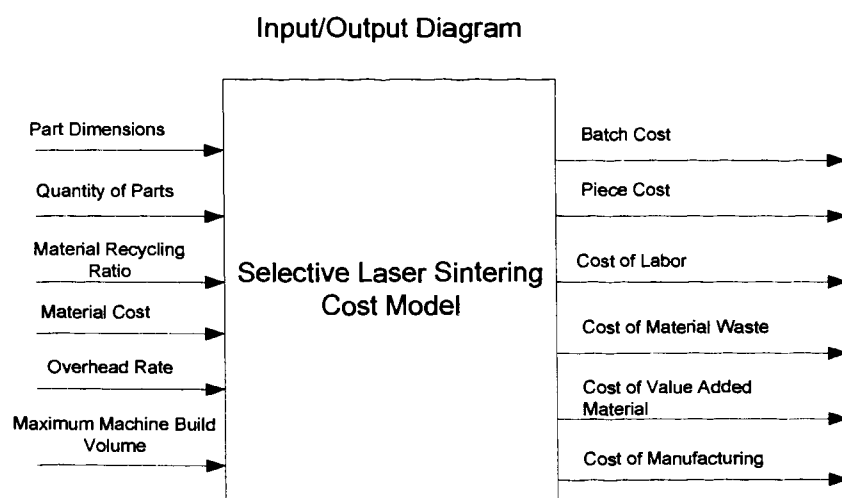 Input/Output Diagram
Part Dimensions
Quantity of Parts
Material Recycling
Ratio
Material Cost
Overhead Rate
Maximum Machine Build
Volume
Selective Laser Sintering
Cost Model
Batch Cost
Piece Cost
Cost of Labor
Cost of Material Waste
Cost of Value Added
Material
Cost of Manufacturing